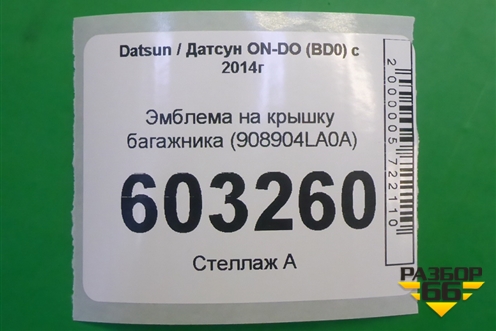 Datsun / Датсун ON-DO (BD0) с
2014г
Эмблема на крышку
багажника (908904LA0A)
603260
Стеллаж А
2000005722110
РАЗБОР
66